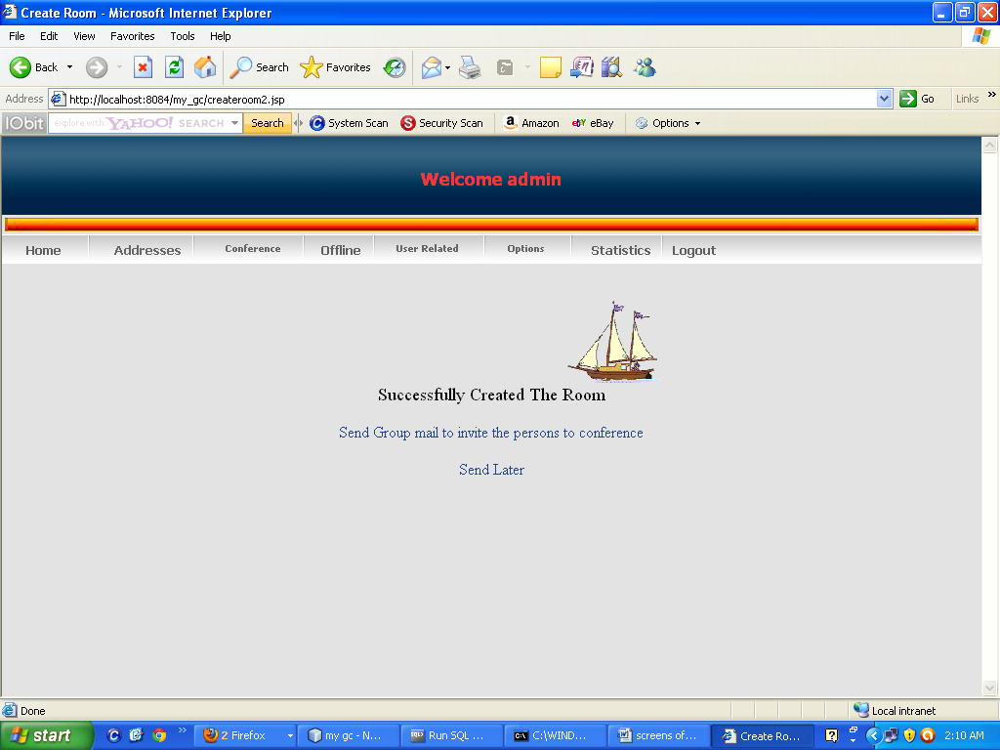 Create Room - Microsoft Internet Explorer
File Edit View Favorites Tools Help
Back Search Favorites
Address http://localhost:8084/my_gc/createroom2.jsp Go Links »
IObit explore with YAHOO! SEARCH Search System Scan Security Scan Amazon eBay Options
Welcome admin
Home Addresses Conference Offline User Related Options Statistics Logout
Successfully Created The Room
Send Group mail to invite the persons to conference
Send Later
Done Local intranet
start 2 Firefox my gc - N... Run SQL ... C:\WIND... screens of... Create Ro... 2:10 AM